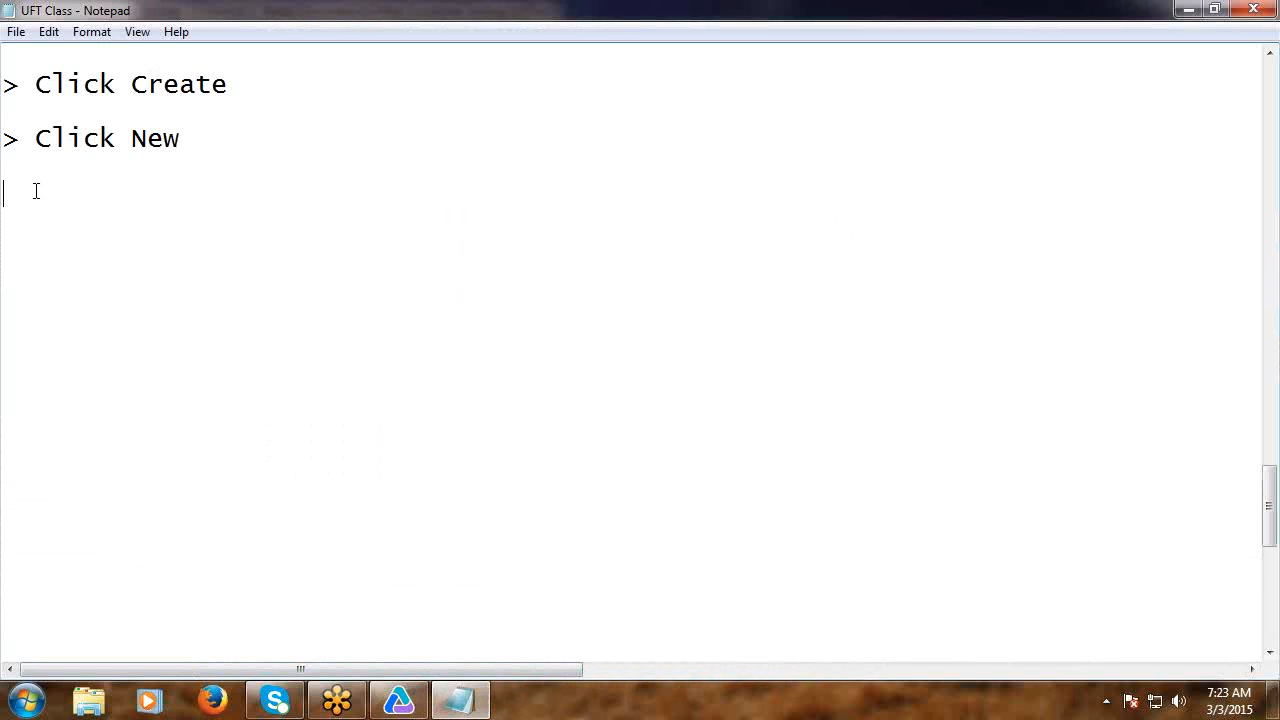 UFT Class - Notepad
File Edit Format View Help
> Click Create
> Click New
7:23 AM
3/3/2015